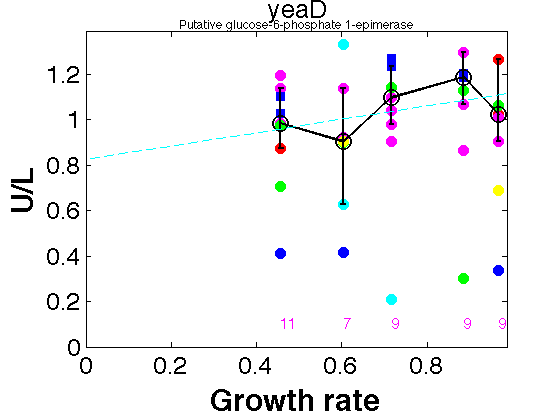 yeaD
Putative glucose-6-phosphate 1-epimerase
1.2
1
0.8
0.6
0.4
0.2
0
U/L
11 7 9 9 9
0 0.2 0.4 0.6 0.8
Growth rate